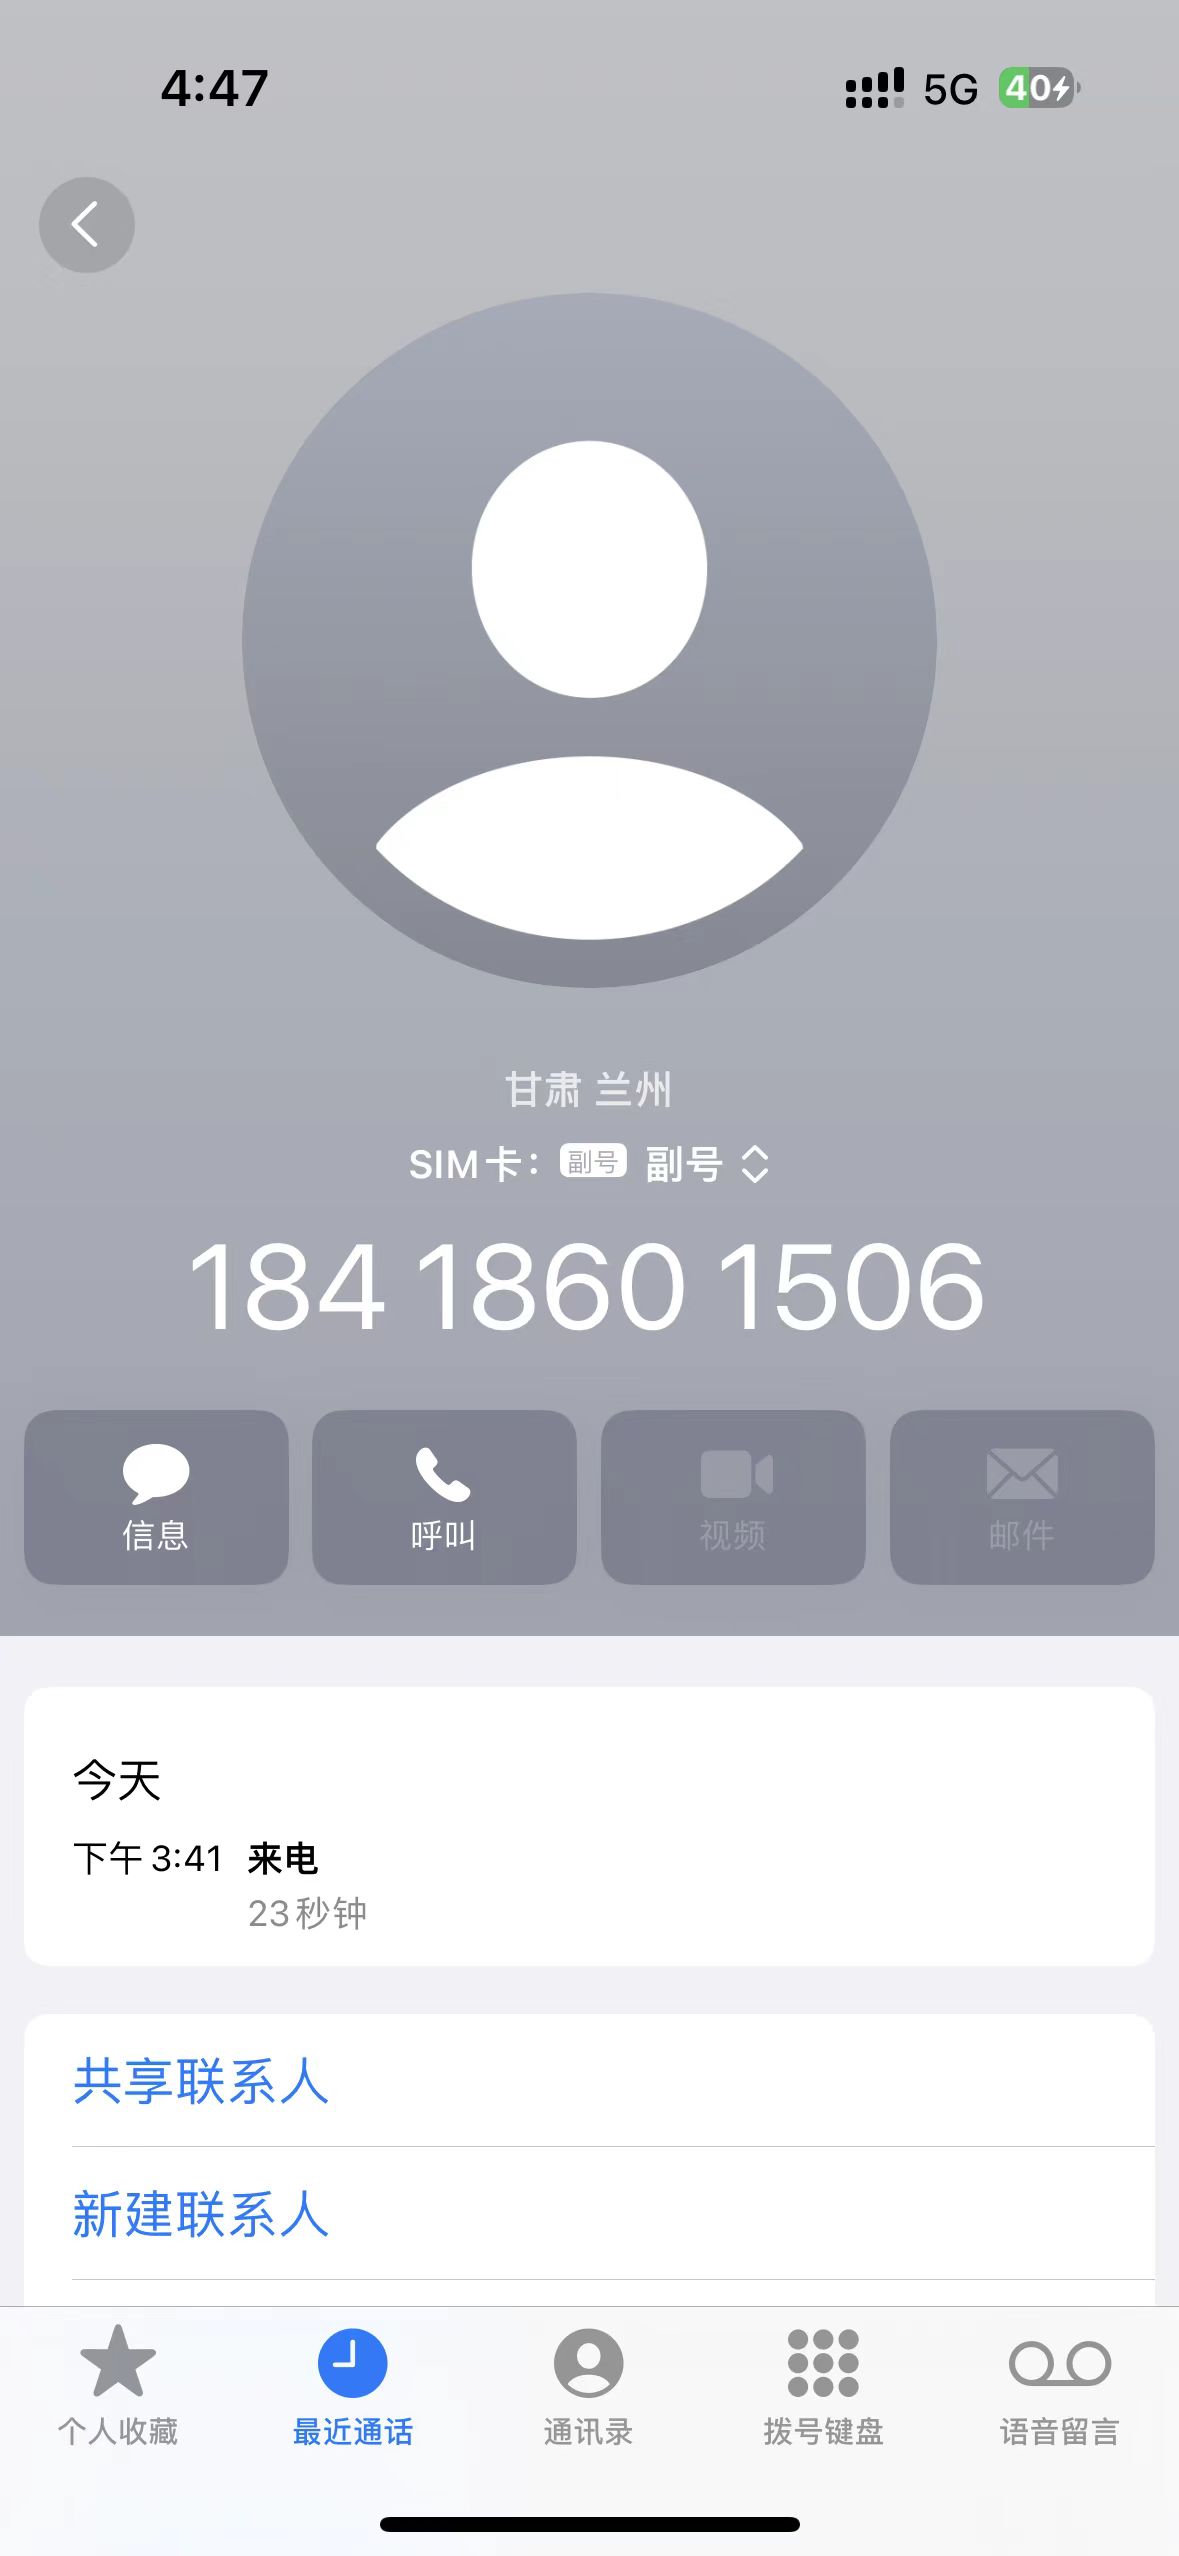 4:47 5G 40
甘肃 兰州
SIM卡： 副号 副号
184 1860 1506
信息 呼叫 视频 邮件
今天
下午 3:41 来电
23秒钟
共享联系人
新建联系人
个人收藏 最近通话 通讯录 拨号键盘 语音留言